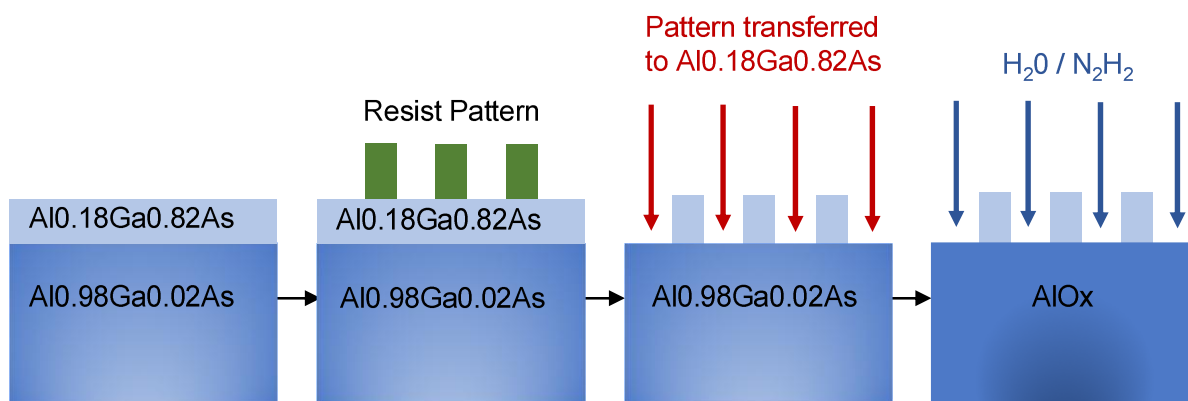 Al0.18Ga0.82As
Al0.98Ga0.02As
Resist Pattern
Al0.18Ga0.82As
Al0.98Ga0.02As
Pattern transferred
to Al0.18Ga0.82As
Al0.98Ga0.02As
H₂0 / N₂H₂
AlOx